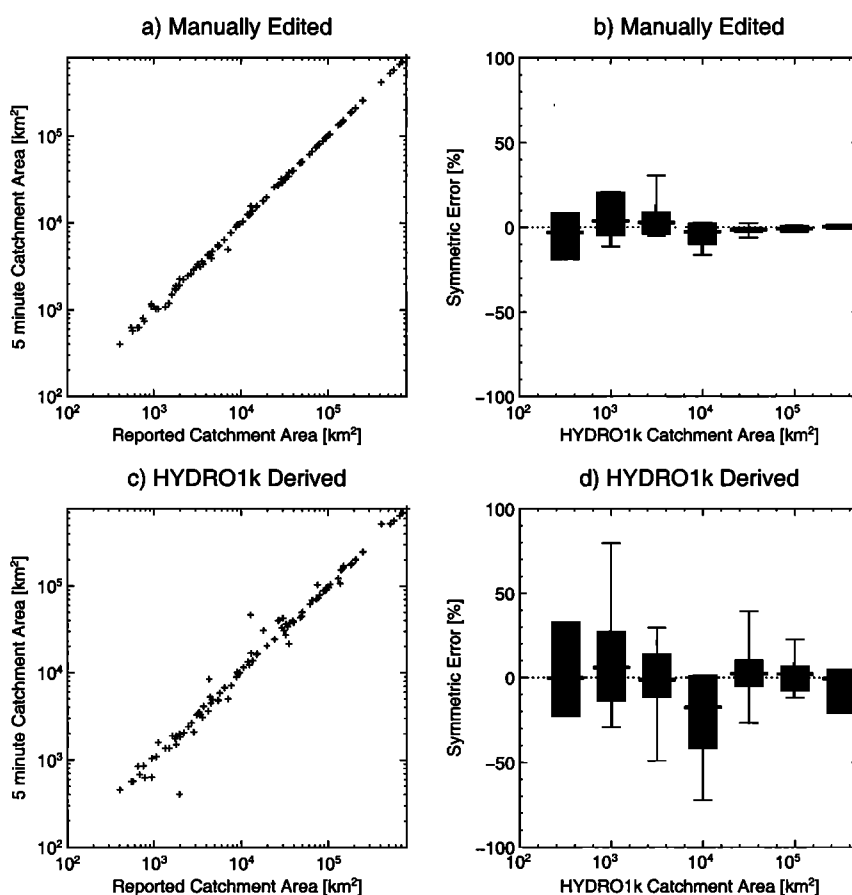 a) Manually Edited
b) Manually Edited
5 minute Catchment Area [km²]
10⁵
10⁴
10³
10²
10²
10³
10⁴
10⁵
Reported Catchment Area [km²]
Symmetric Error [%]
100
50
0
−50
−100
10²
10³
10⁴
10⁵
HYDRO1k Catchment Area [km²]
c) HYDRO1k Derived
d) HYDRO1k Derived
5 minute Catchment Area [km²]
10⁵
10⁴
10³
10²
10²
10³
10⁴
10⁵
Reported Catchment Area [km²]
Symmetric Error [%]
100
50
0
−50
−100
10²
10³
10⁴
10⁵
HYDRO1k Catchment Area [km²]